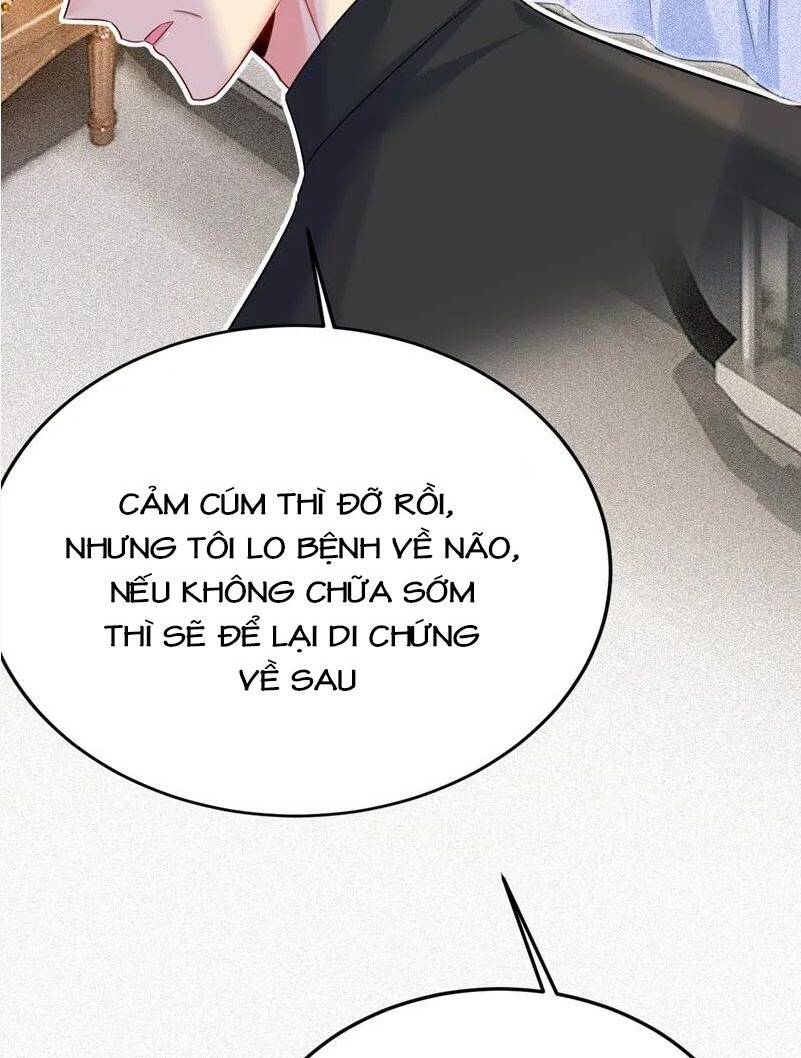 CẢM CÚM THÌ ĐỠ RỒI,
NHƯNG TÔI LO BỆNH VỀ NÃO,
NẾU KHÔNG CHỮA SỚM
THÌ SẼ ĐỂ LẠI DI CHỨNG
VỀ SAU